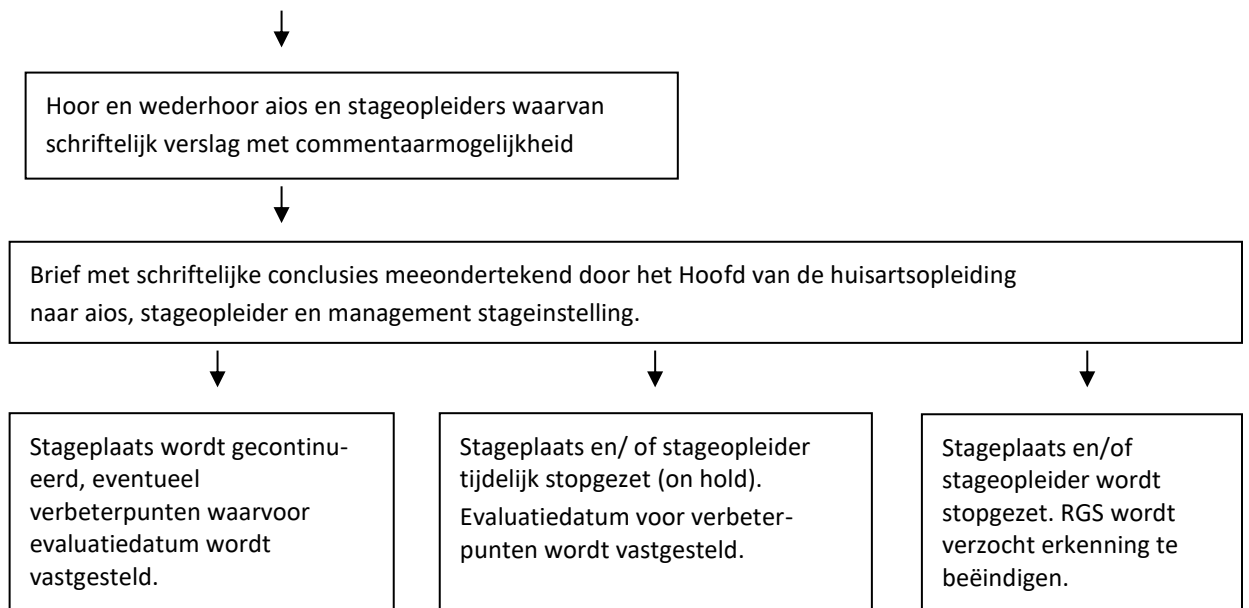 Hoor en wederhoor aios en stageopleiders waarvan
schriftelijk verslag met commentaarmogelijkheid
Brief met schriftelijke conclusies meeondertekend door het Hoofd van de huisartsopleiding
naar aios, stageopleider en management stageinstelling.
Stageplaats wordt gecontinu-
eerd, eventueel
verbeterpunten waarvoor
evaluatiedatum wordt
vastgesteld.
Stageplaats en/ of stageopleider
tijdelijk stopgezet (on hold).
Evaluatiedatum voor verbeter-
punten wordt vastgesteld.
Stageplaats en/of
stageopleider wordt
stopgezet. RGS wordt
verzocht erkenning te
beëindigen.